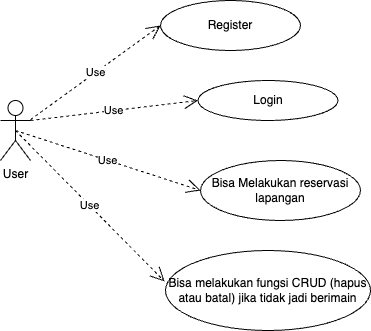 Register
Use
Login
Use
User
Use
Bisa Melakukan reservasi
lapangan
Use
Bisa melakukan fungsi CRUD (hapus
atau batal) jika tidak jadi berimain